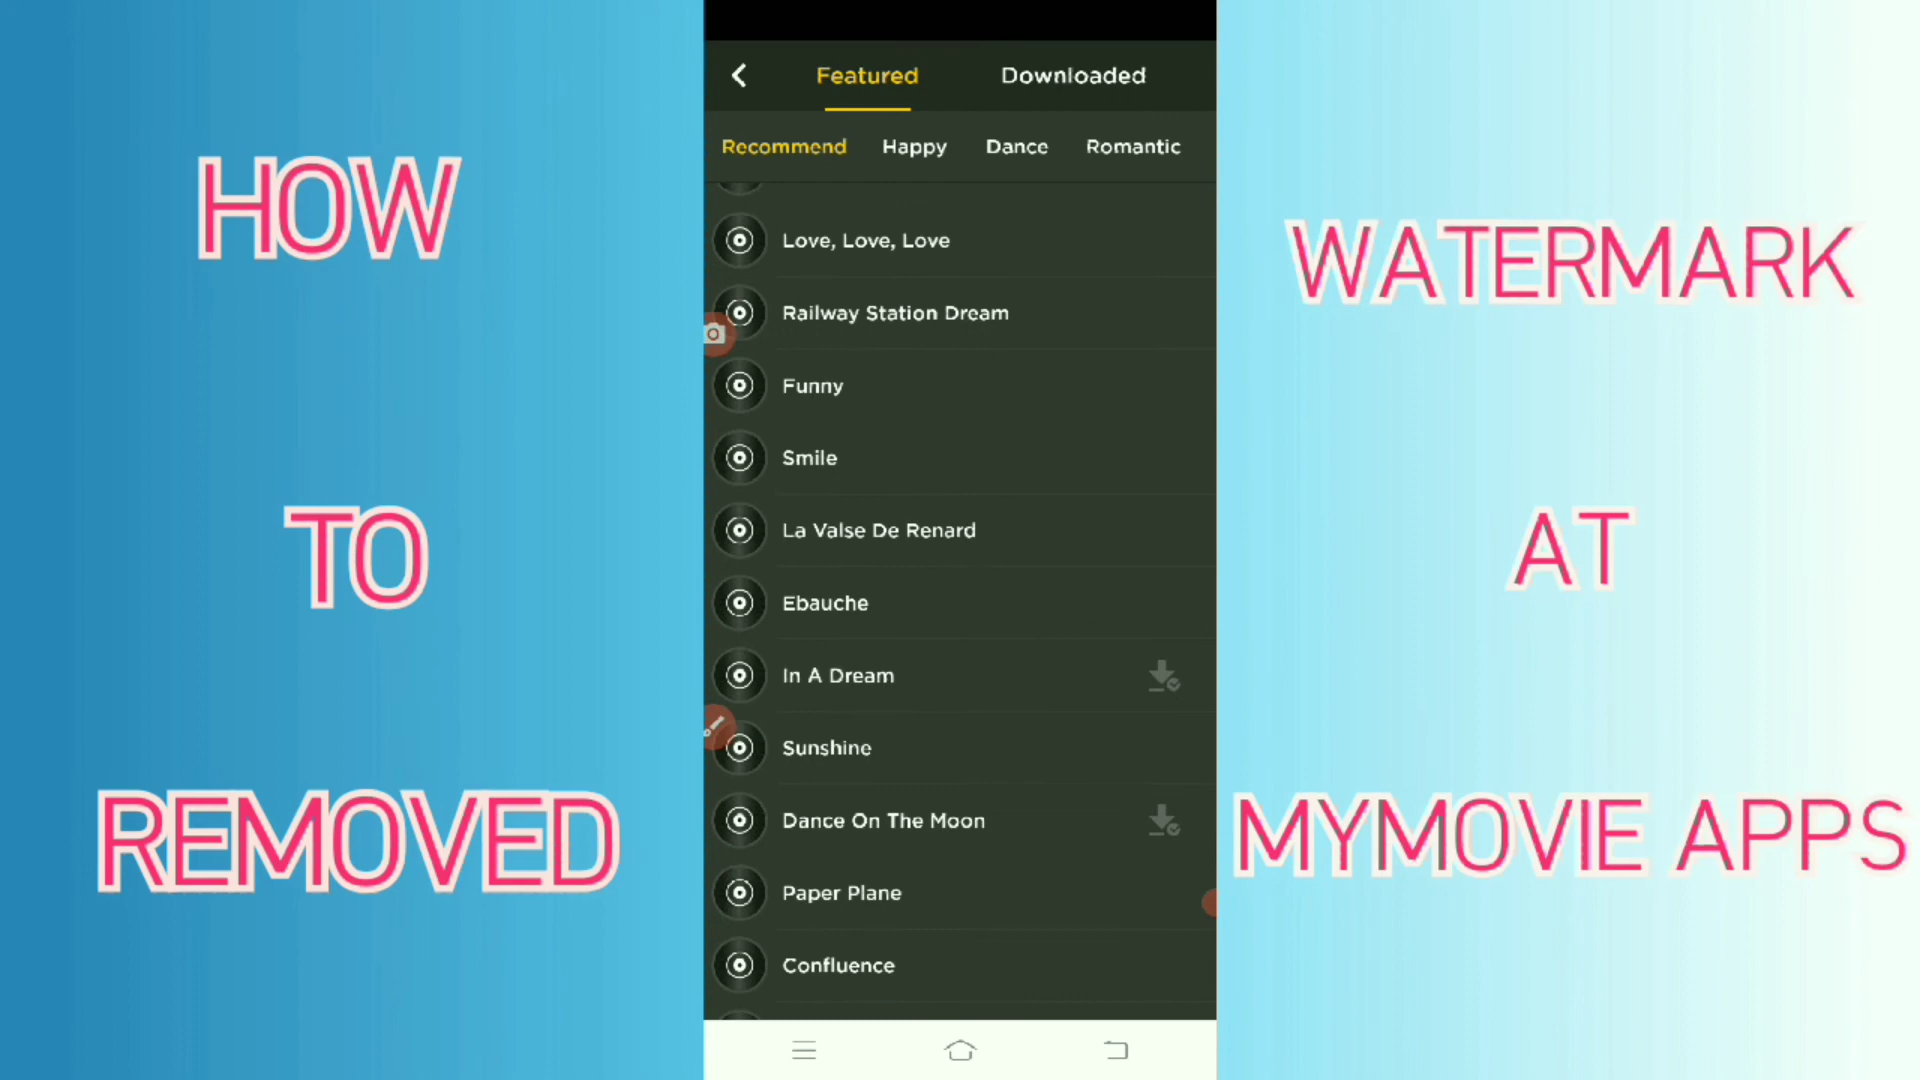 HOW
TO
REMOVED
Featured Downloaded
Recommend Happy Dance Romantic
Love, Love, Love
Railway Station Dream
Funny
Smile
La Valse De Renard
Ebauche
In A Dream
Sunshine
Dance On The Moon
Paper Plane
Confluence
WATERMARK
AT
MYMOVIE APPS